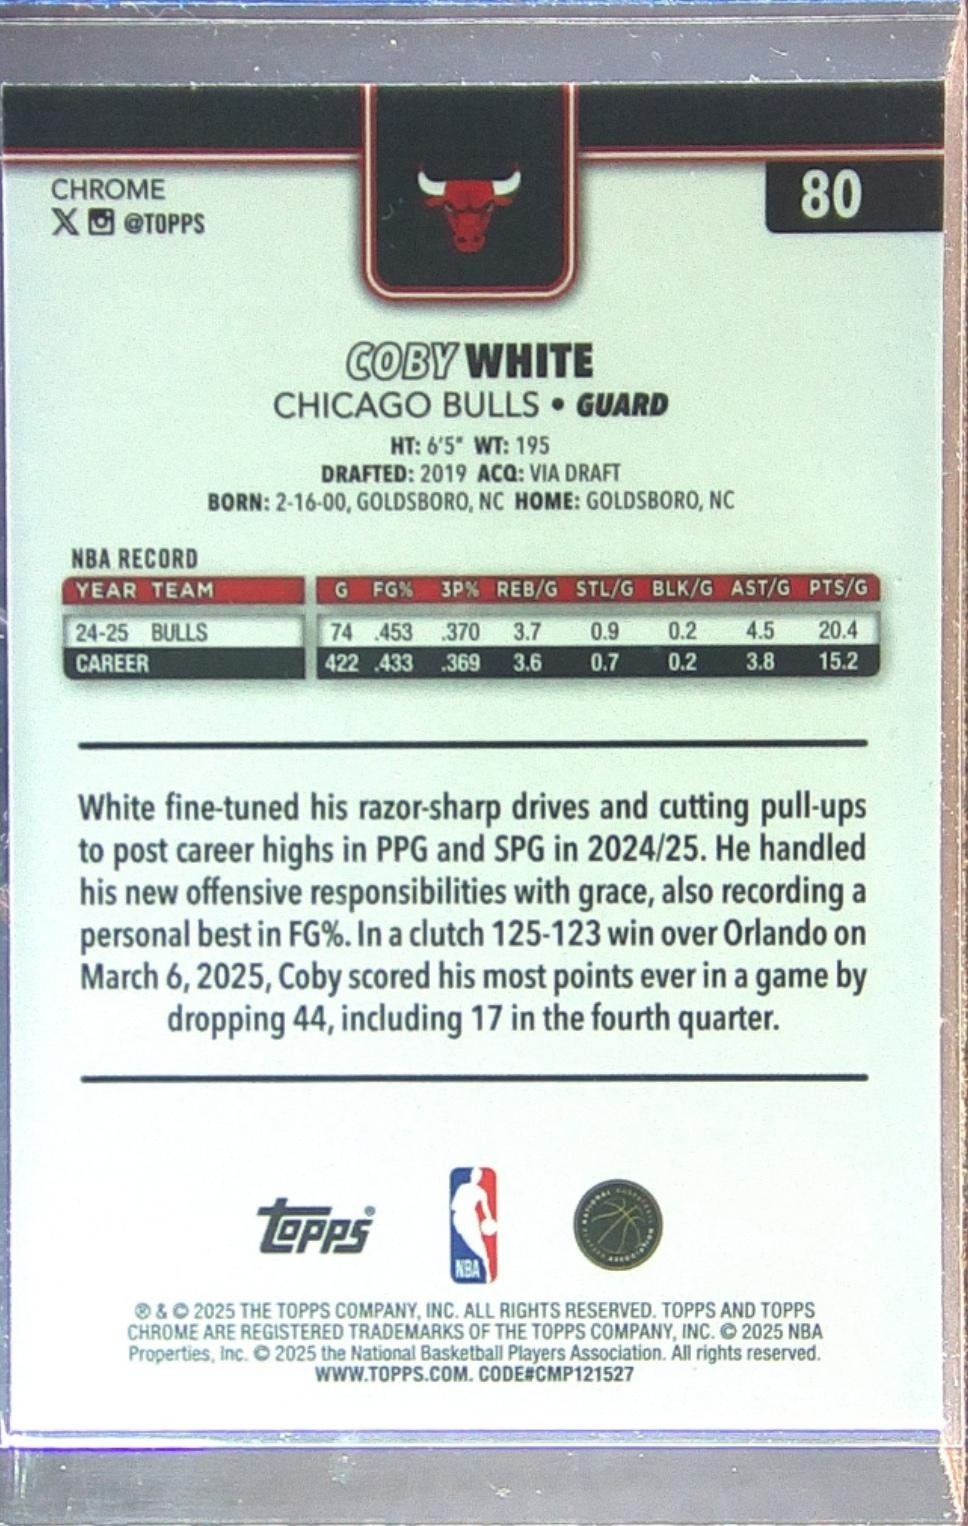 CHROME
@TOPPS
80
COBY WHITE
CHICAGO BULLS • GUARD
HT: 6'5" WT: 195
DRAFTED: 2019 ACQ: VIA DRAFT
BORN: 2-16-00, GOLDSBORO, NC HOME: GOLDSBORO, NC
NBA RECORD
YEAR TEAM G FG% 3P% REB/G STL/G BLK/G AST/G PTS/G
24-25 BULLS 74 .453 .370 3.7 0.9 0.2 4.5 20.4
CAREER 422 .433 .369 3.6 0.7 0.2 3.8 15.2
White fine-tuned his razor-sharp drives and cutting pull-ups
to post career highs in PPG and SPG in 2024/25. He handled
his new offensive responsibilities with grace, also recording a
personal best in FG%. In a clutch 125-123 win over Orlando on
March 6, 2025, Coby scored his most points ever in a game by
dropping 44, including 17 in the fourth quarter.
Topps®
NBA
® & © 2025 THE TOPPS COMPANY, INC. ALL RIGHTS RESERVED. TOPPS AND TOPPS
CHROME ARE REGISTERED TRADEMARKS OF THE TOPPS COMPANY, INC. © 2025 NBA
Properties, Inc. © 2025 the National Basketball Players Association. All rights reserved.
WWW.TOPPS.COM. CODE#CMP121527